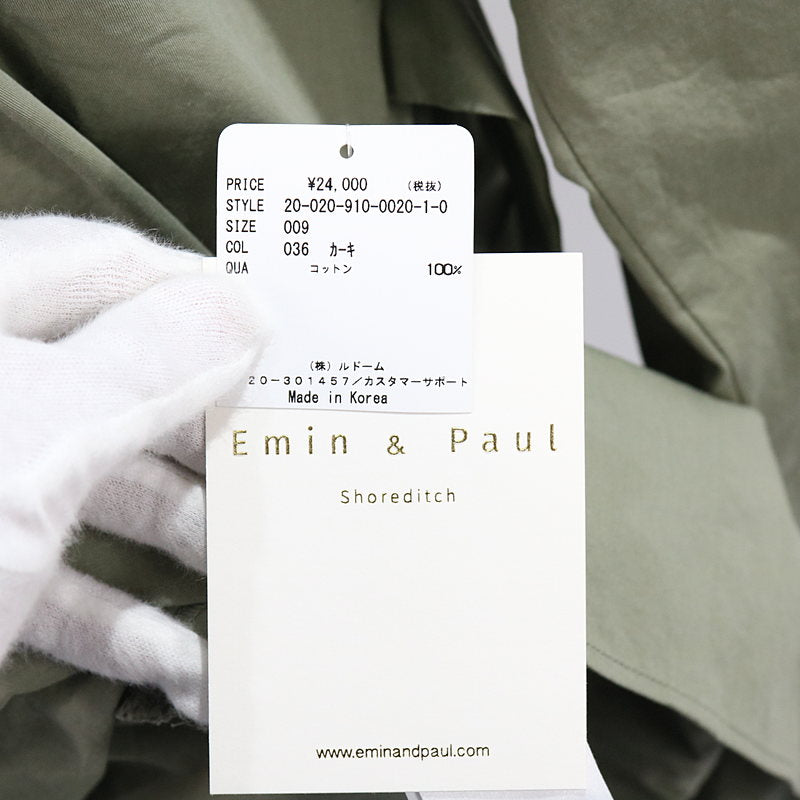 PRICE ¥24,000 (税抜)
STYLE 20-020-910-0020-1-0
SIZE 009
COL 036 カーキ
QUA コットン 100%
(株)ルドーム
20-301457/カスタマーサポート
Made in Korea
Emin & Paul
Shoreditch
www.eminandpaul.com